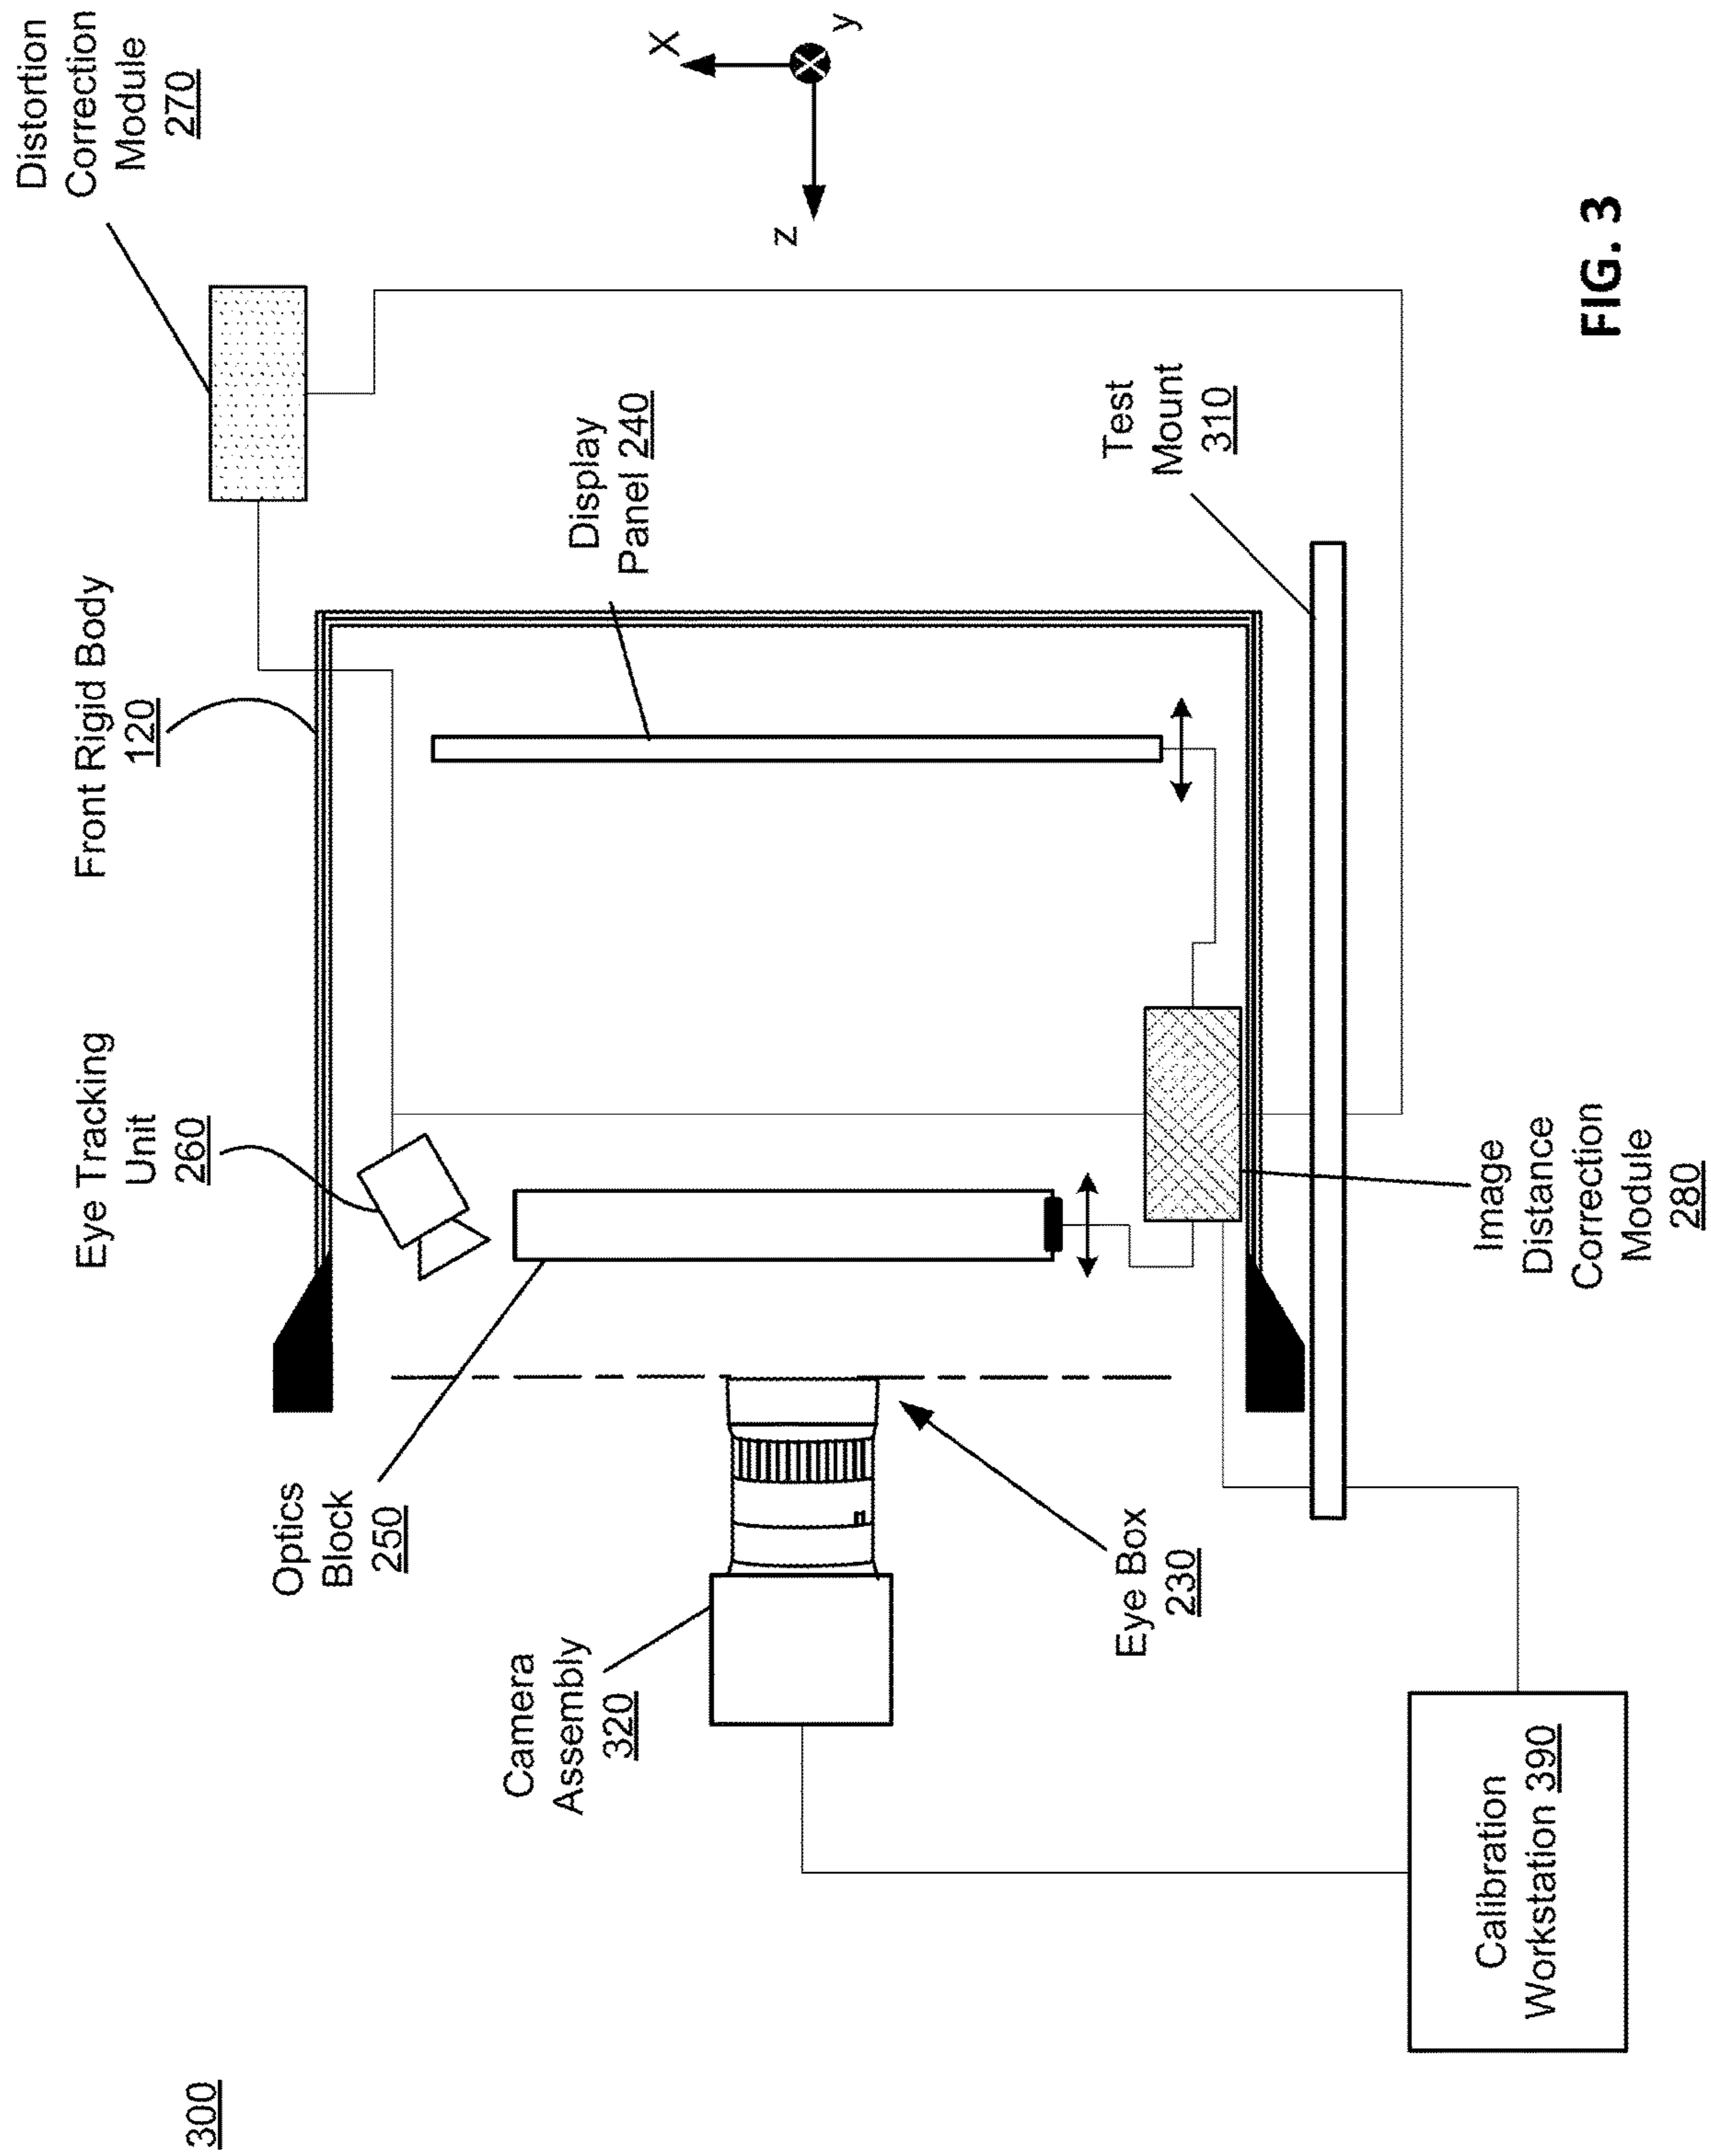 300
Distortion
Correction
Module
270
Front Rigid Body
120
Eye Tracking
Unit
260
Optics
Block
250
Camera
Assembly
320
Display
Panel 240
X
y
z
Eye Box
230
Test
Mount
310
Image
Distance
Correction
Module
280
Calibration
Workstation 390
FIG. 3